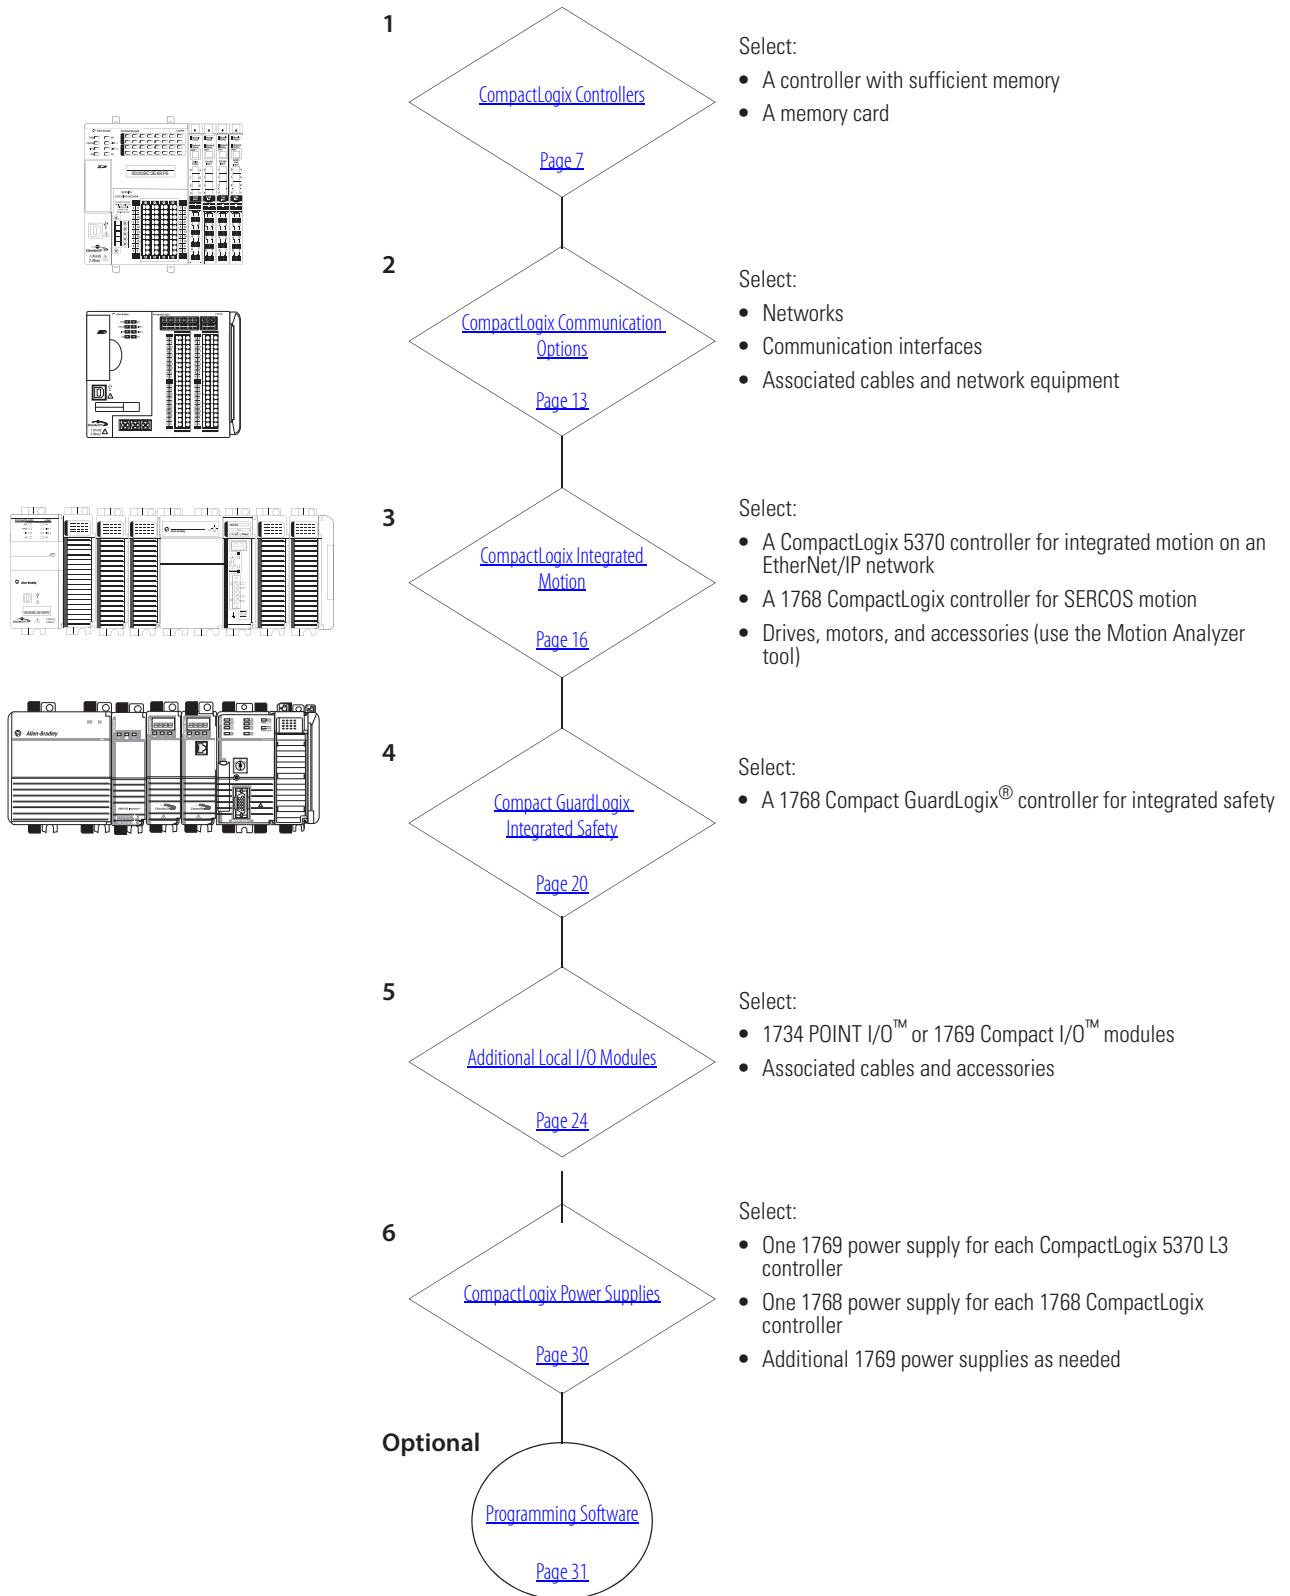 1
CompactLogix Controllers
Page 7
Select:
• A controller with sufficient memory
• A memory card
2
CompactLogix Communication
Options
Page 13
Select:
• Networks
• Communication interfaces
• Associated cables and network equipment
3
CompactLogix Integrated
Motion
Page 16
Select:
• A CompactLogix 5370 controller for integrated motion on an
EtherNet/IP network
• A 1768 CompactLogix controller for SERCOS motion
• Drives, motors, and accessories (use the Motion Analyzer
tool)
Allen-Bradley
4
Compact GuardLogix
Integrated Safety
Page 20
Select:
• A 1768 Compact GuardLogix® controller for integrated safety
5
Additional Local I/O Modules
Page 24
Select:
• 1734 POINT I/O™ or 1769 Compact I/O™ modules
• Associated cables and accessories
6
CompactLogix Power Supplies
Page 30
Select:
• One 1769 power supply for each CompactLogix 5370 L3
controller
• One 1768 power supply for each 1768 CompactLogix
controller
• Additional 1769 power supplies as needed
Optional
Programming Software
Page 31